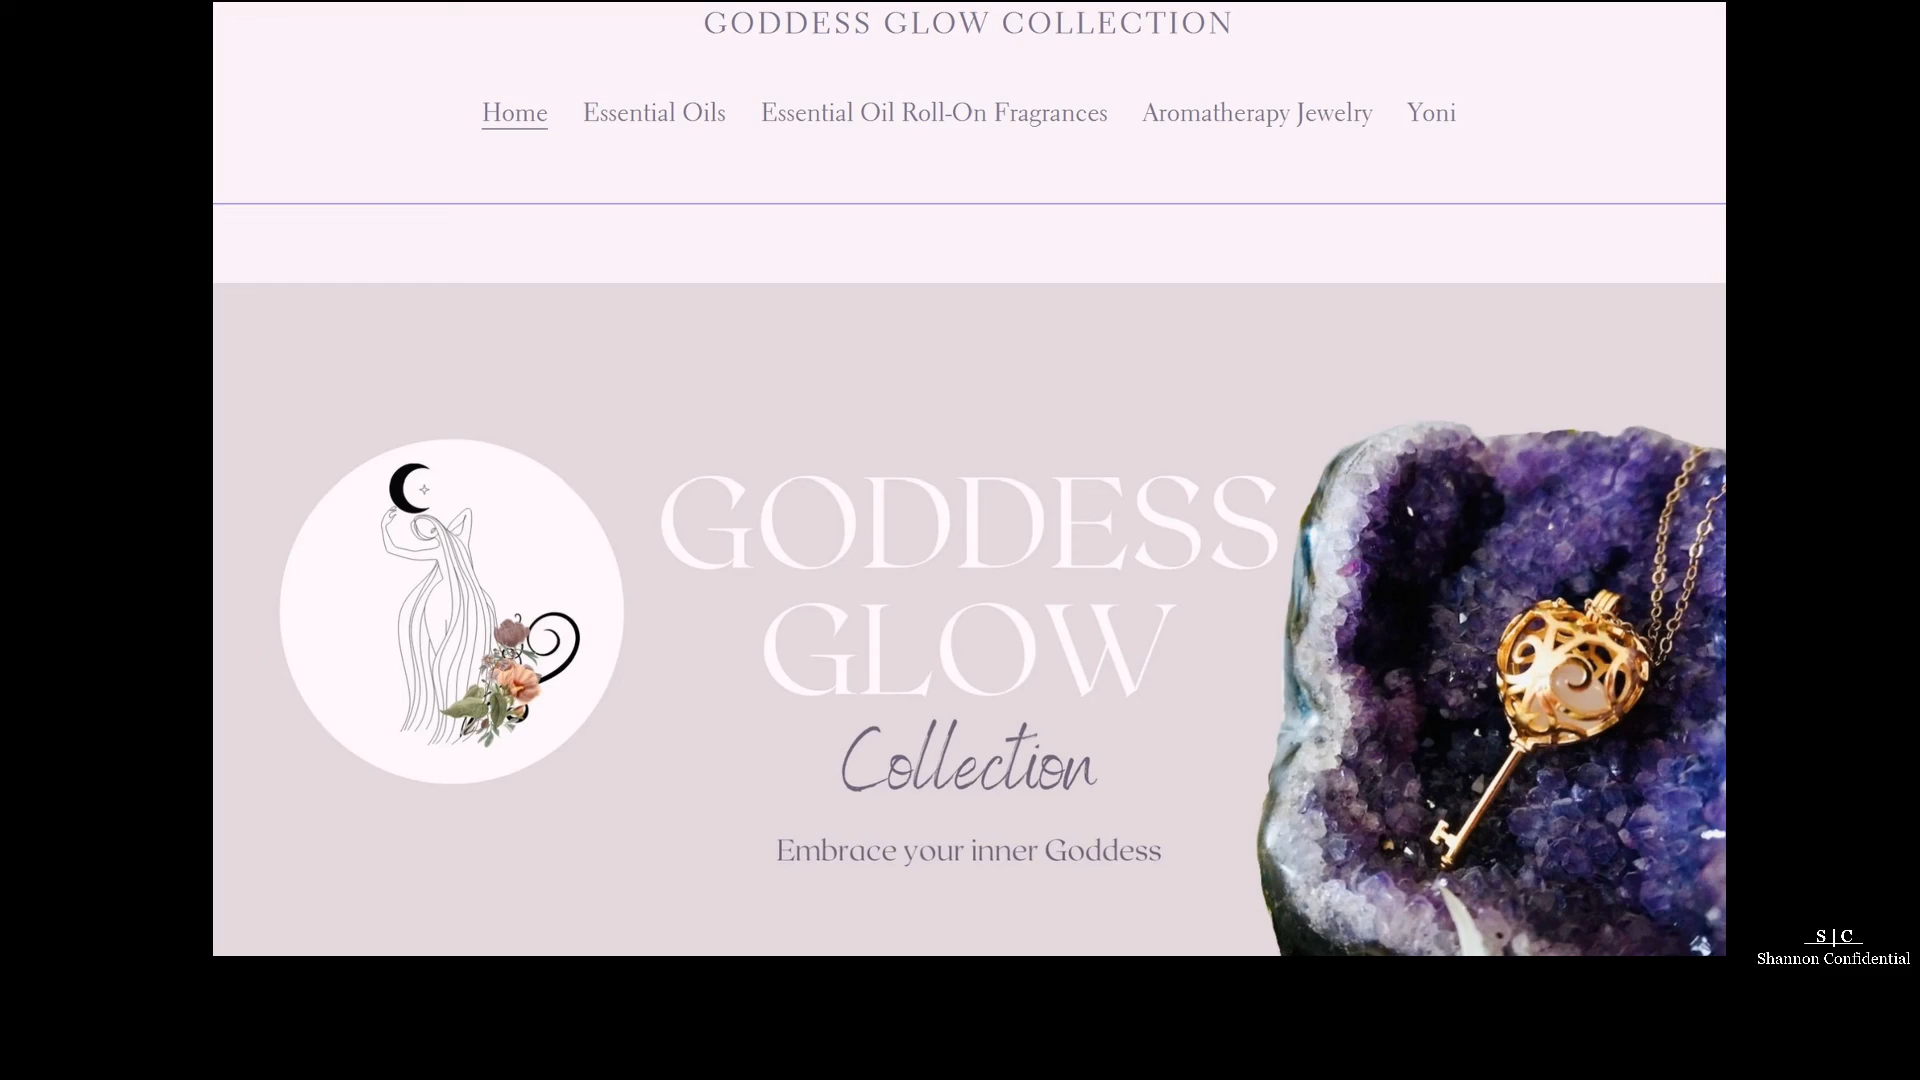 GODDESS GLOW COLLECTION
Home Essential Oils Essential Oil Roll-On Fragrances Aromatherapy Jewelry Yoni
GODDESS
GLOW
Collection
Embrace your inner Goddess
S|C
Shannon Confidential